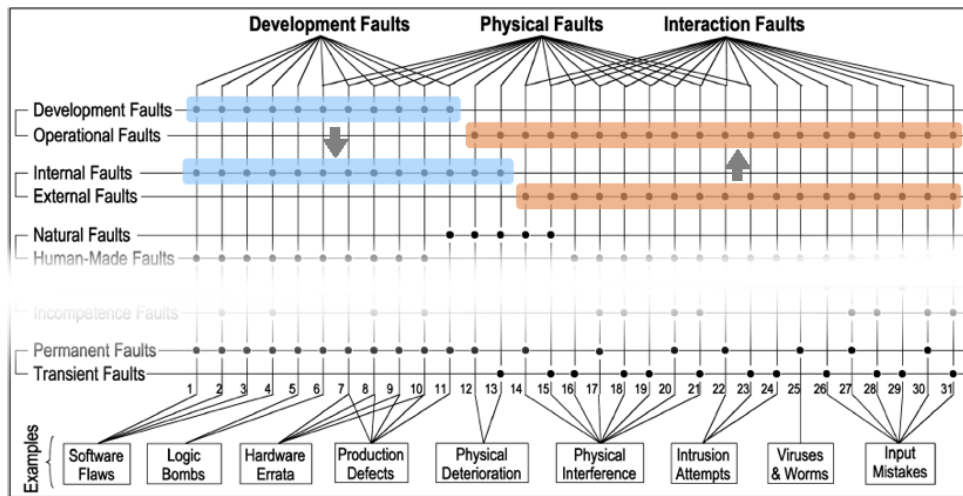 Development Faults Physical Faults Interaction Faults
Development Faults
Operational Faults
Internal Faults
External Faults
Natural Faults
Human-Made Faults
Incompetence Faults
Permanent Faults
Transient Faults
1 2 3 4 5 6 7 8 9 10 11 12 13 14 15 16 17 18 19 20 21 22 23 24 25 26 27 28 29 30 31
Examples
Software Logic Hardware Production Physical Physical Intrusion Viruses Input
Flaws Bombs Errata Defects Deterioration Interference Attempts & Worms Mistakes